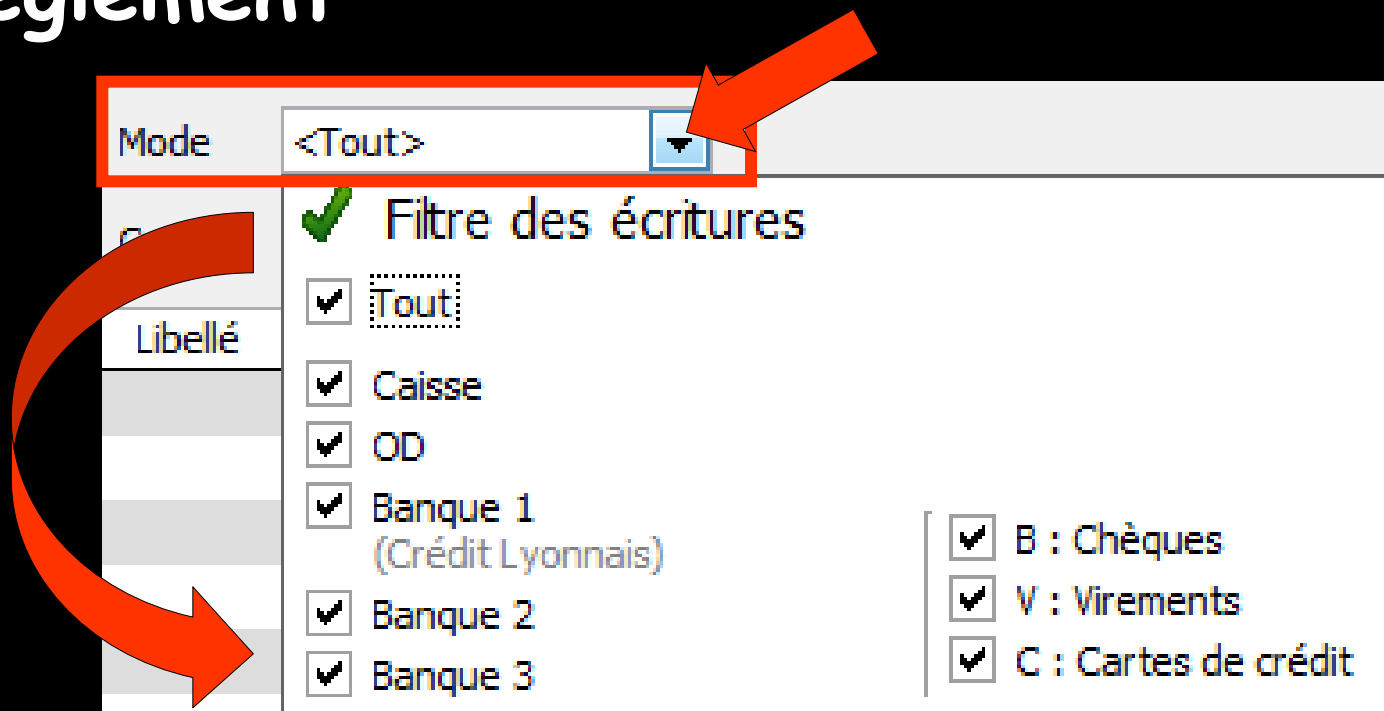 Mode <Tout>
Filtre des écritures
Tout
Libellé
Caisse
OD
Banque 1
(Crédit Lyonnais)
Banque 2
Banque 3
B : Chèques
V : Virements
C : Cartes de crédit